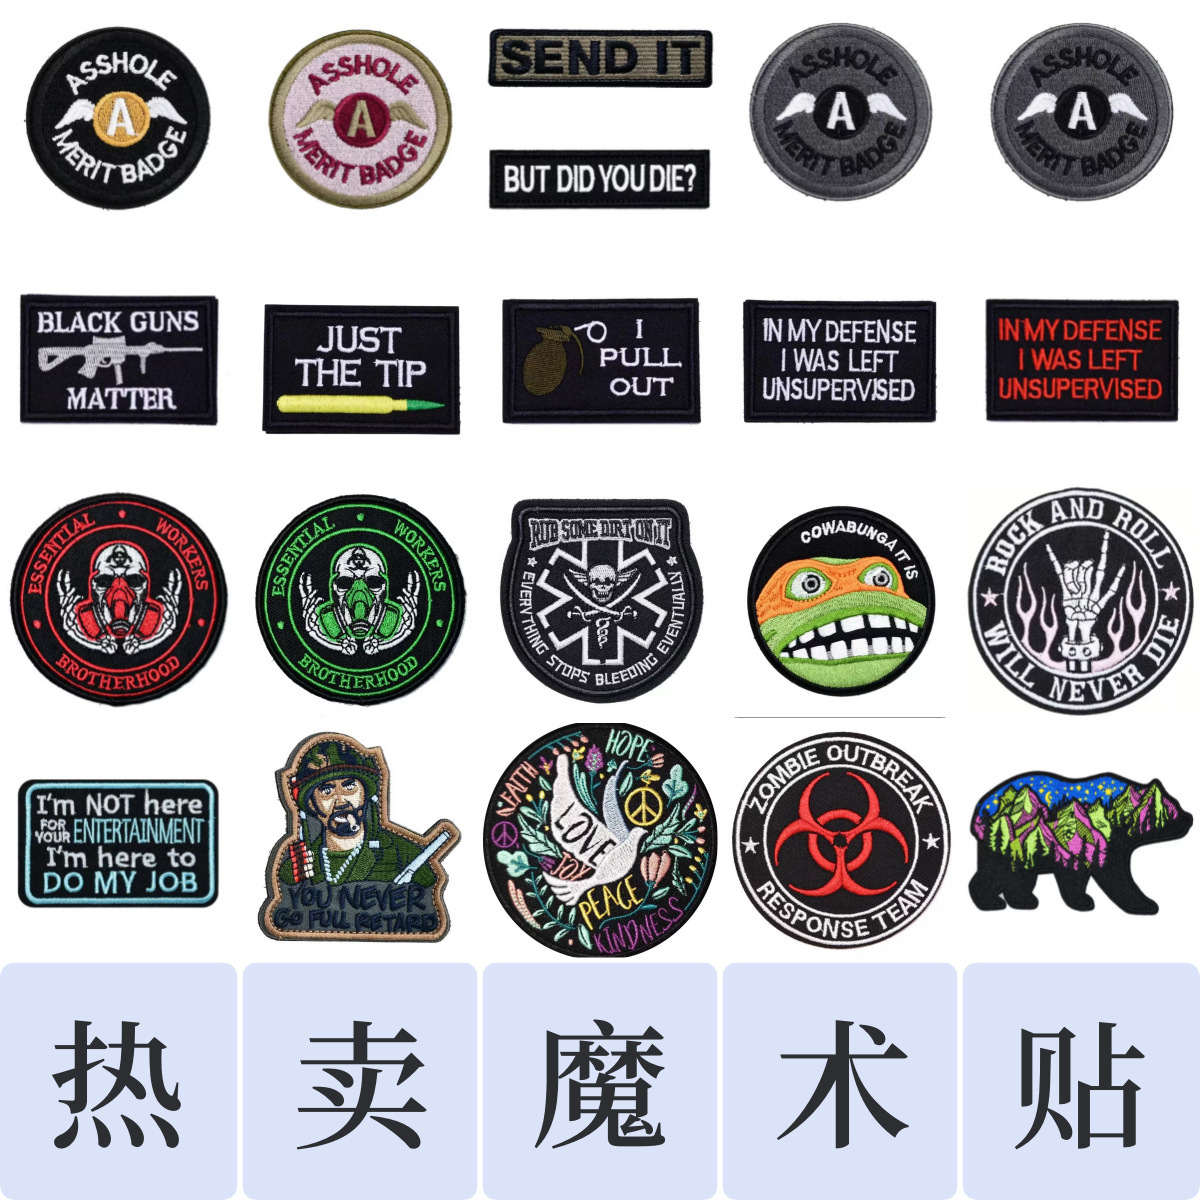 ASSHOLE
A
MERIT BADGE
ASSHOLE
A
MERIT BADGE
SEND IT
BUT DID YOU DIE?
ASSHOLE
A
MERIT BADGE
ASSHOLE
A
MERIT BADGE
BLACK GUNS
MATTER
JUST
THE TIP
I
PULL
OUT
IN MY DEFENSE
I WAS LEFT
UNSUPERVISED
IN MY DEFENSE
I WAS LEFT
UNSUPERVISED
ESSENTIAL WORKERS
BROTHERHOOD
ESSENTIAL WORKERS
BROTHERHOOD
RUB SOME DIRT ON IT
EVERYTHING STOPS BLEEDING EVENTUALLY
COWABUNGA IT IS
ROCK AND ROLL
WILL NEVER DIE
I'm NOT here
FOR YOUR ENTERTAINMENT
I'm here to
DO MY JOB
YOU NEVER
GO FULL RETARD
HOPE
FAITH
LOVE
JOY
PEACE
KINDNESS
ZOMBIE OUTBREAK
RESPONSE TEAM
热卖魔术贴